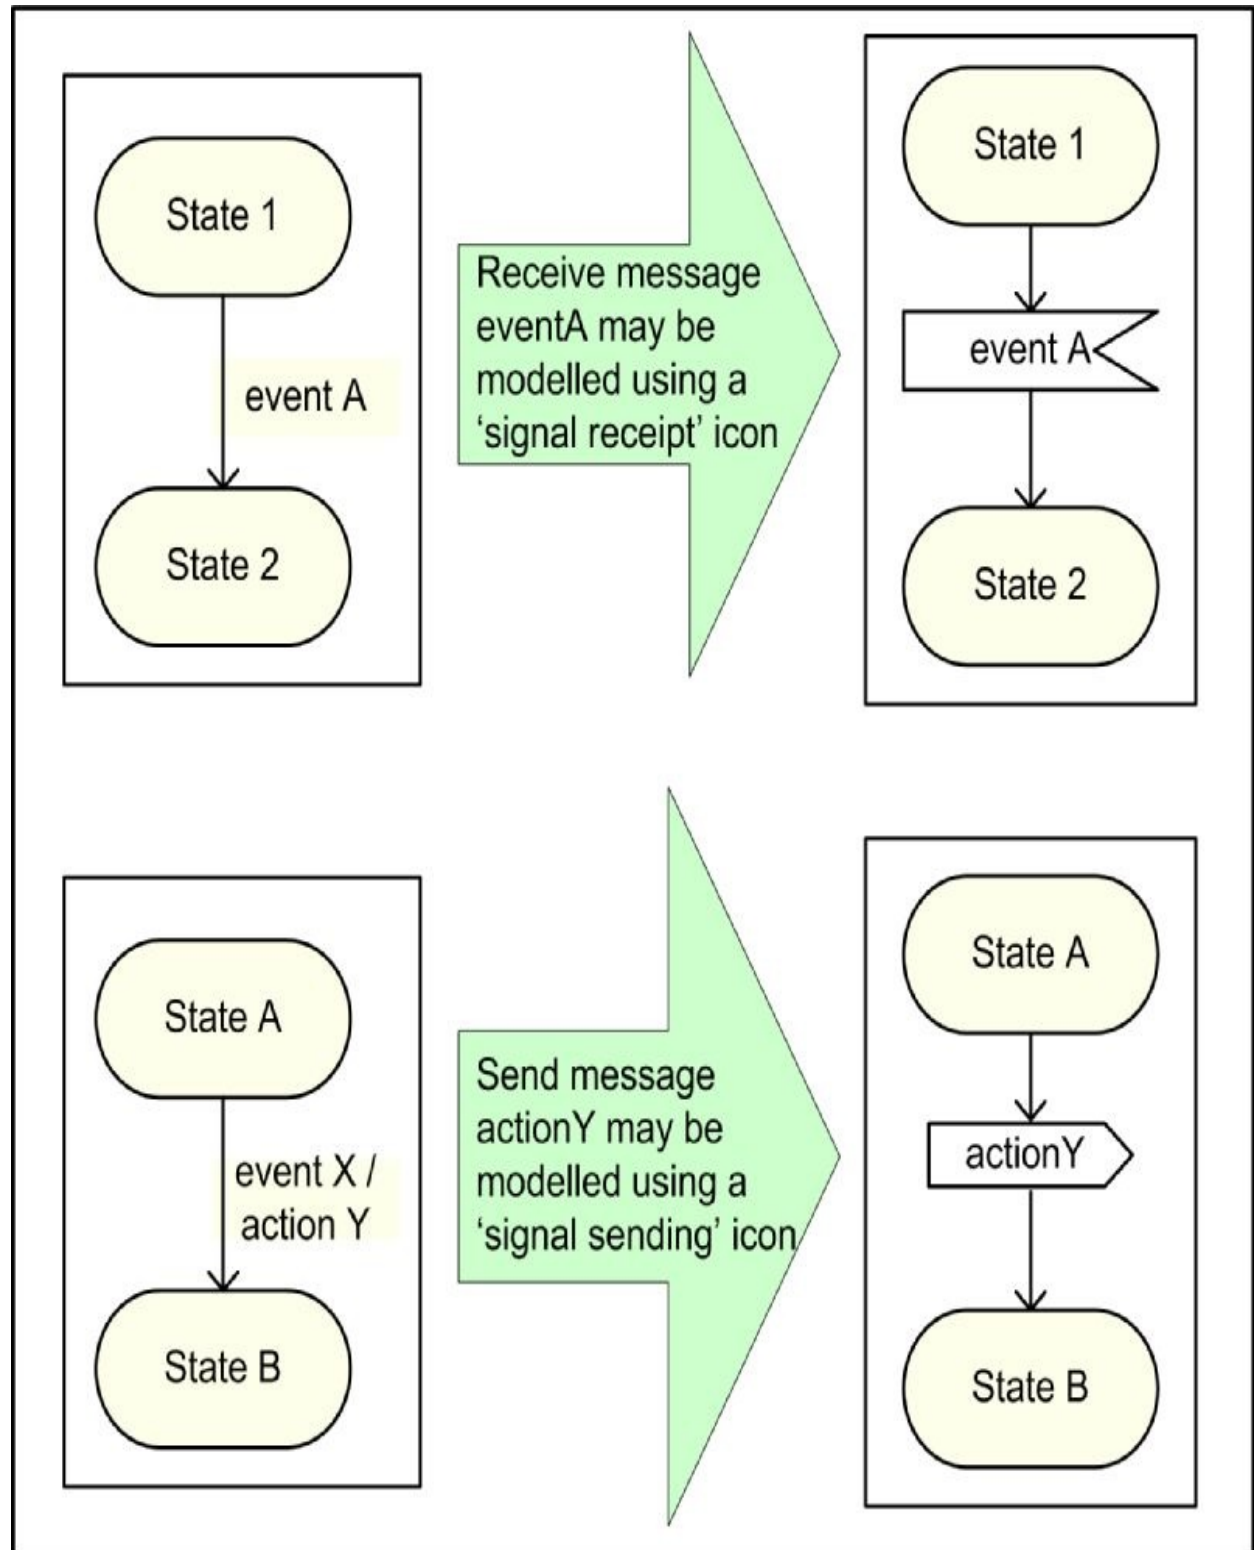 State 1
event A
State 2
Receive message
eventA may be
modelled using a
‘signal receipt’ icon
State 1
event A
State 2
State A
event X /
action Y
State B
Send message
actionY may be
modelled using a
‘signal sending’ icon
State A
actionY
State B